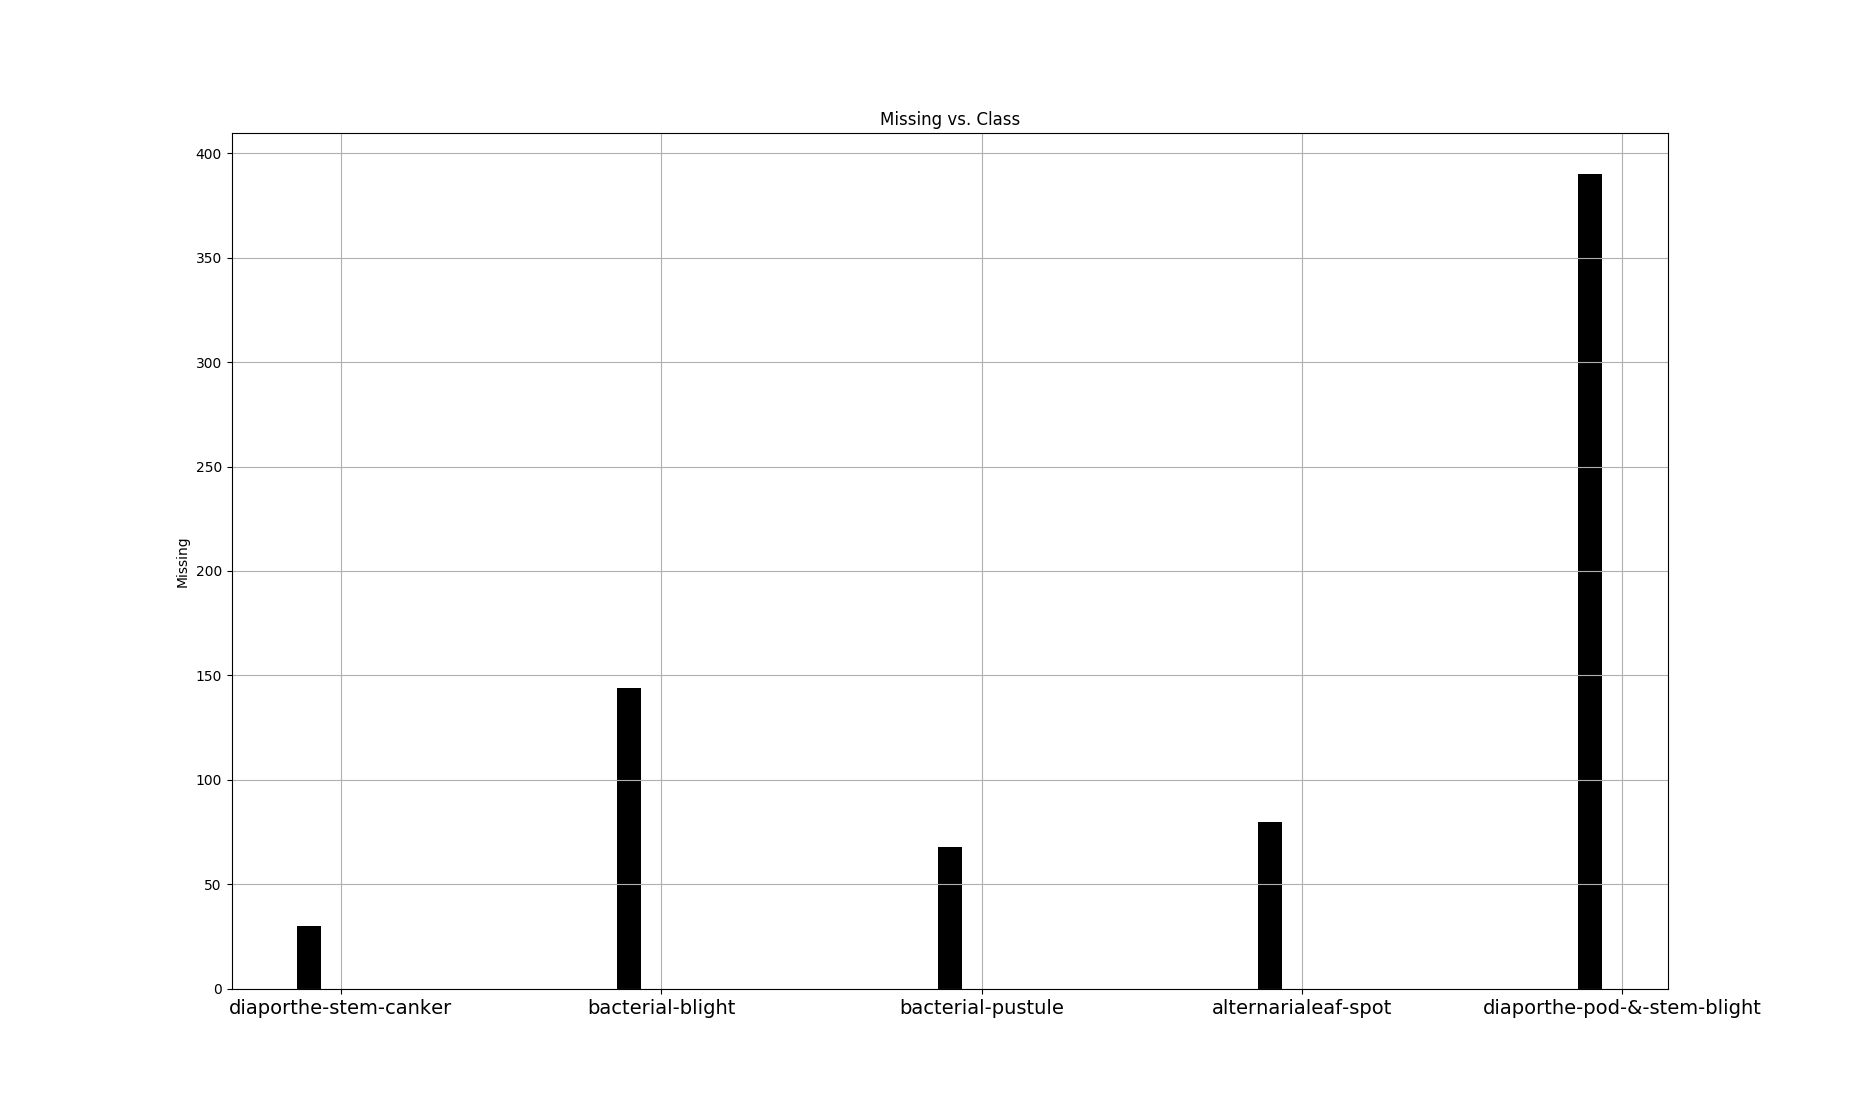 Missing vs. Class
400
350
300
250
200
150
100
50
0
Missing
diaporthe-stem-canker
bacterial-blight
bacterial-pustule
alternarialeaf-spot
diaporthe-pod-&-stem-blight